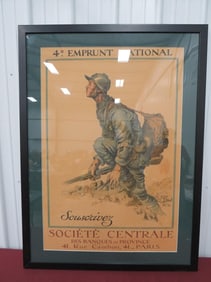 4e EMPRUNT NATIONAL
Souscrivez
SOCIÉTÉ CENTRALE
DES BANQUES DE PROVINCE
41, Rue Cambon, 41, PARIS